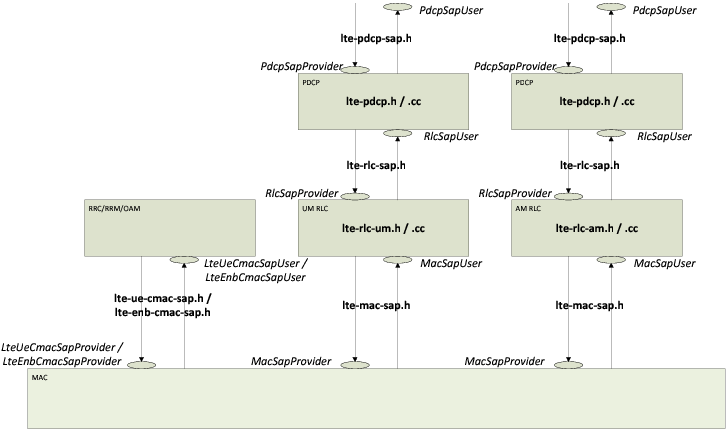 PdcpSapUser
PdcpSapUser
lte-pdcp-sap.h
lte-pdcp-sap.h
PdcpSapProvider
PdcpSapProvider
PDCP
PDCP
lte-pdcp.h / .cc
lte-pdcp.h / .cc
RlcSapUser
RlcSapUser
lte-rlc-sap.h
lte-rlc-sap.h
RlcSapProvider
RlcSapProvider
RRC/RRM/OAM
UM RLC
AM RLC
lte-rlc-um.h / .cc
lte-rlc-am.h / .cc
LteUeCmacSapUser /
LteEnbCmacSapUser
MacSapUser
MacSapUser
lte-ue-cmac-sap.h /
lte-enb-cmac-sap.h
lte-mac-sap.h
lte-mac-sap.h
LteUeCmacSapProvider /
LteEnbCmacSapProvider
MacSapProvider
MacSapProvider
MAC